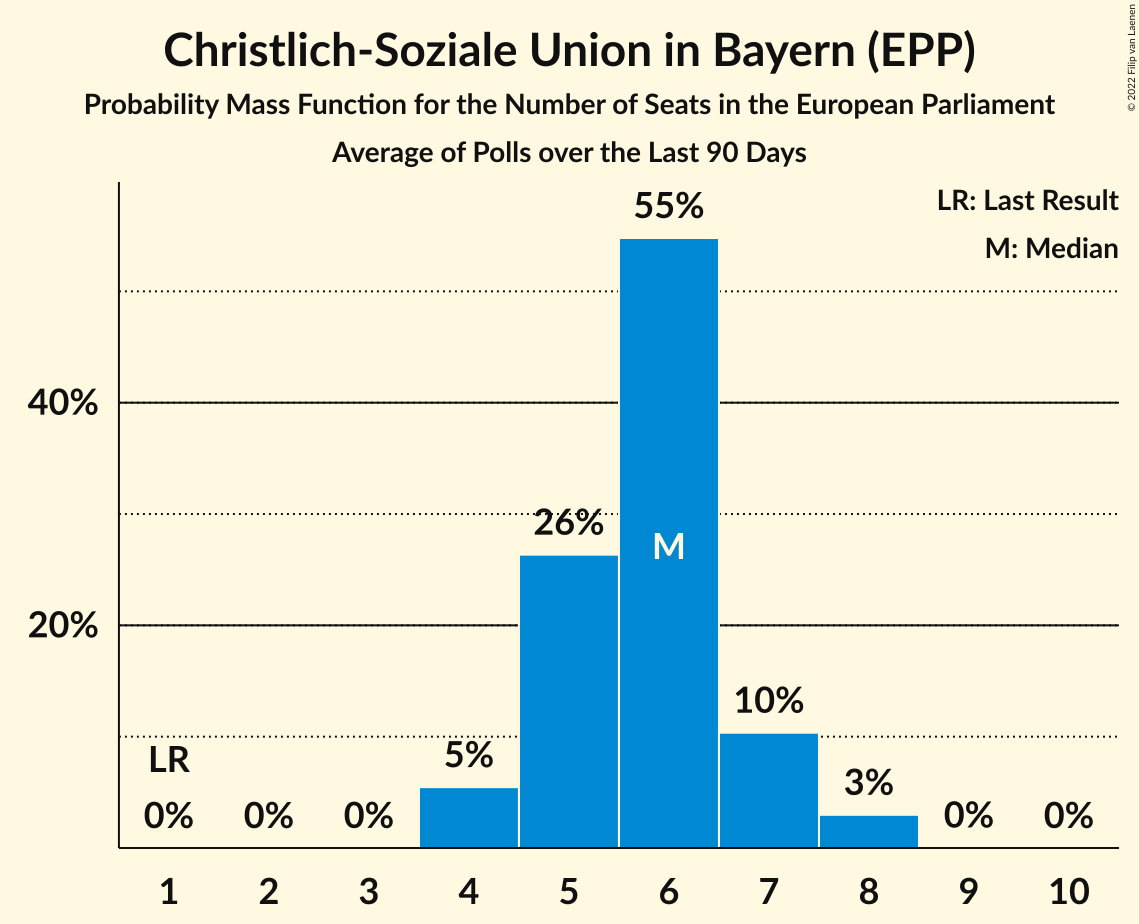 Christlich-Soziale Union in Bayern (EPP)
Probability Mass Function for the Number of Seats in the European Parliament
Average of Polls over the Last 90 Days
© 2022 Filip van Laenen
LR: Last Result
M: Median
55%
40%
26%
M
20%
10%
LR
5%
3%
0% 0% 0% 0% 0%
1 2 3 4 5 6 7 8 9 10